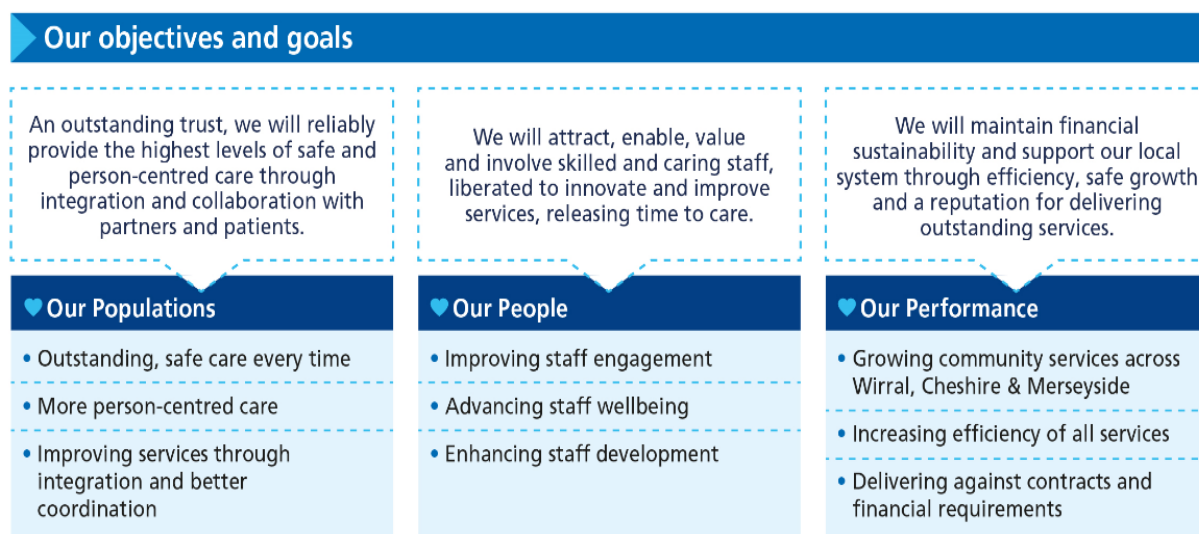 Our objectives and goals
An outstanding trust, we will reliably
provide the highest levels of safe and
person-centred care through
integration and collaboration with
partners and patients.
Our Populations
• Outstanding, safe care every time
• More person-centred care
• Improving services through
integration and better
coordination
We will attract, enable, value
and involve skilled and caring staff,
liberated to innovate and improve
services, releasing time to care.
Our People
• Improving staff engagement
• Advancing staff wellbeing
• Enhancing staff development
We will maintain financial
sustainability and support our local
system through efficiency, safe growth
and a reputation for delivering
outstanding services.
Our Performance
• Growing community services across
Wirral, Cheshire & Merseyside
• Increasing efficiency of all services
• Delivering against contracts and
financial requirements